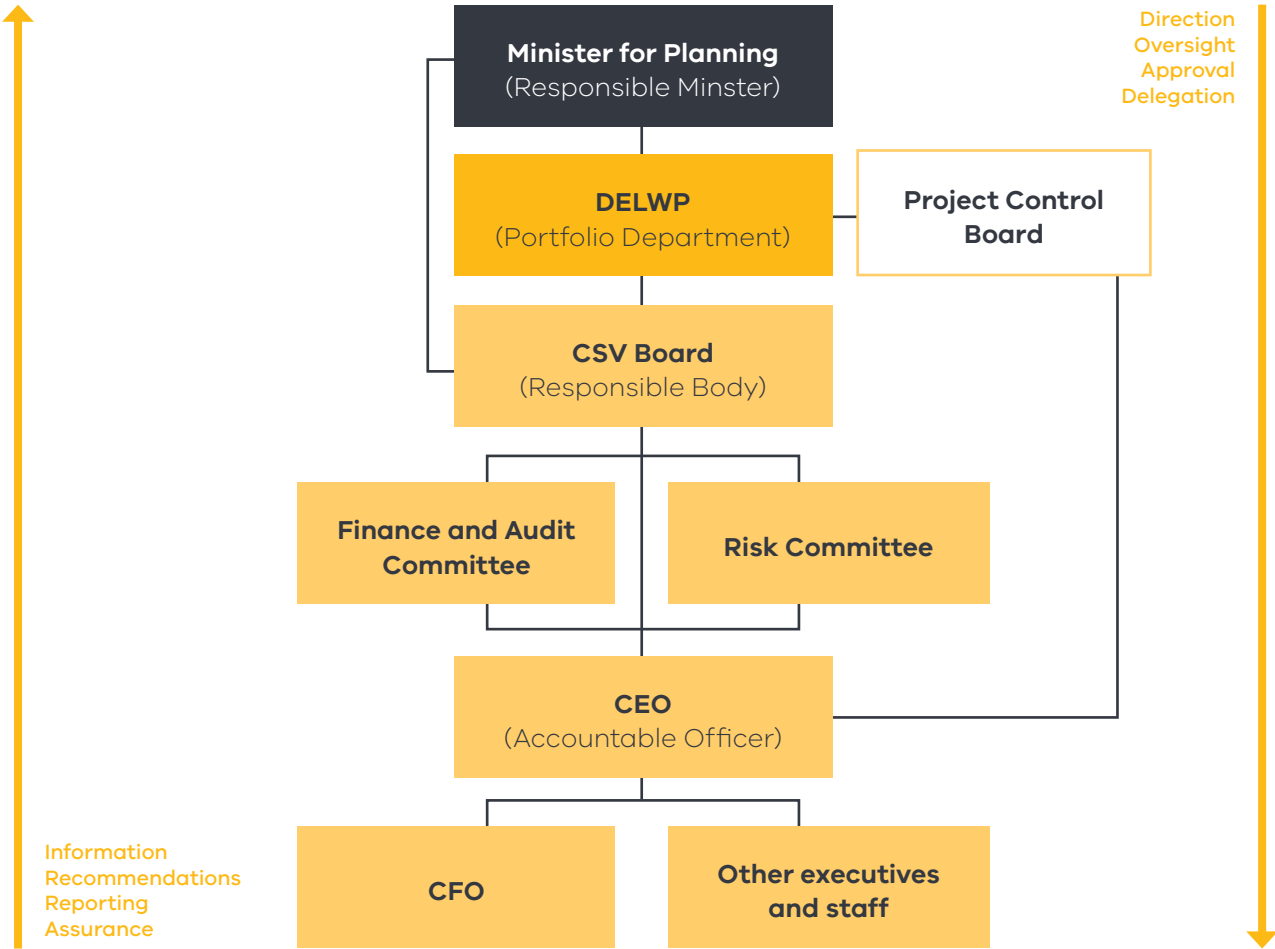 Direction
Oversight
Approval
Delegation
Minister for Planning
(Responsible Minster)
DELWP
(Portfolio Department)
Project Control
Board
CSV Board
(Responsible Body)
Finance and Audit
Committee
Risk Committee
CEO
(Accountable Officer)
Information
Recommendations
Reporting
Assurance
CFO
Other executives
and staff